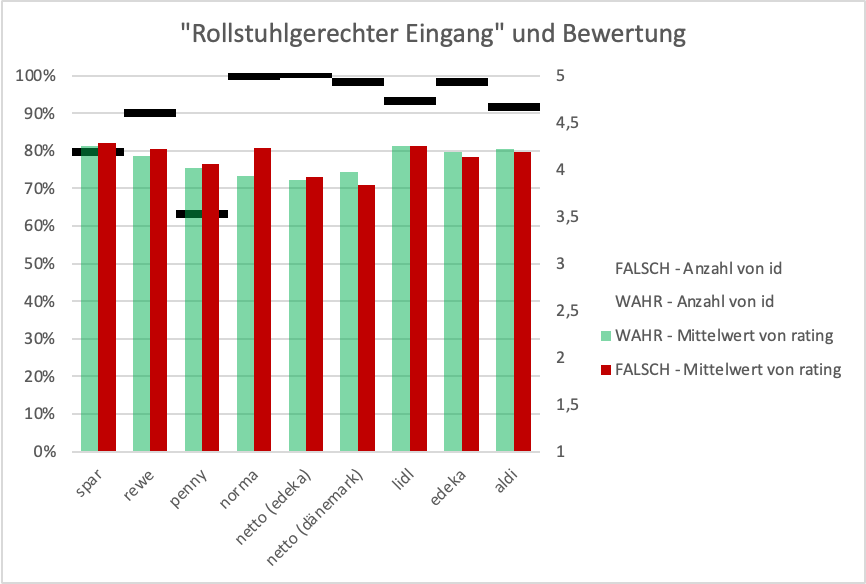 "Rollstuhlgerechter Eingang" und Bewertung
100%
90%
80%
70%
60%
50%
40%
30%
20%
10%
0%
5
4,5
4
3,5
3
2,5
2
1,5
1
spar
rewe
penny
norma
netto (edeka)
netto (dänemark)
lidl
edeka
aldi
FALSCH - Anzahl von id
WAHR - Anzahl von id
WAHR - Mittelwert von rating
FALSCH - Mittelwert von rating